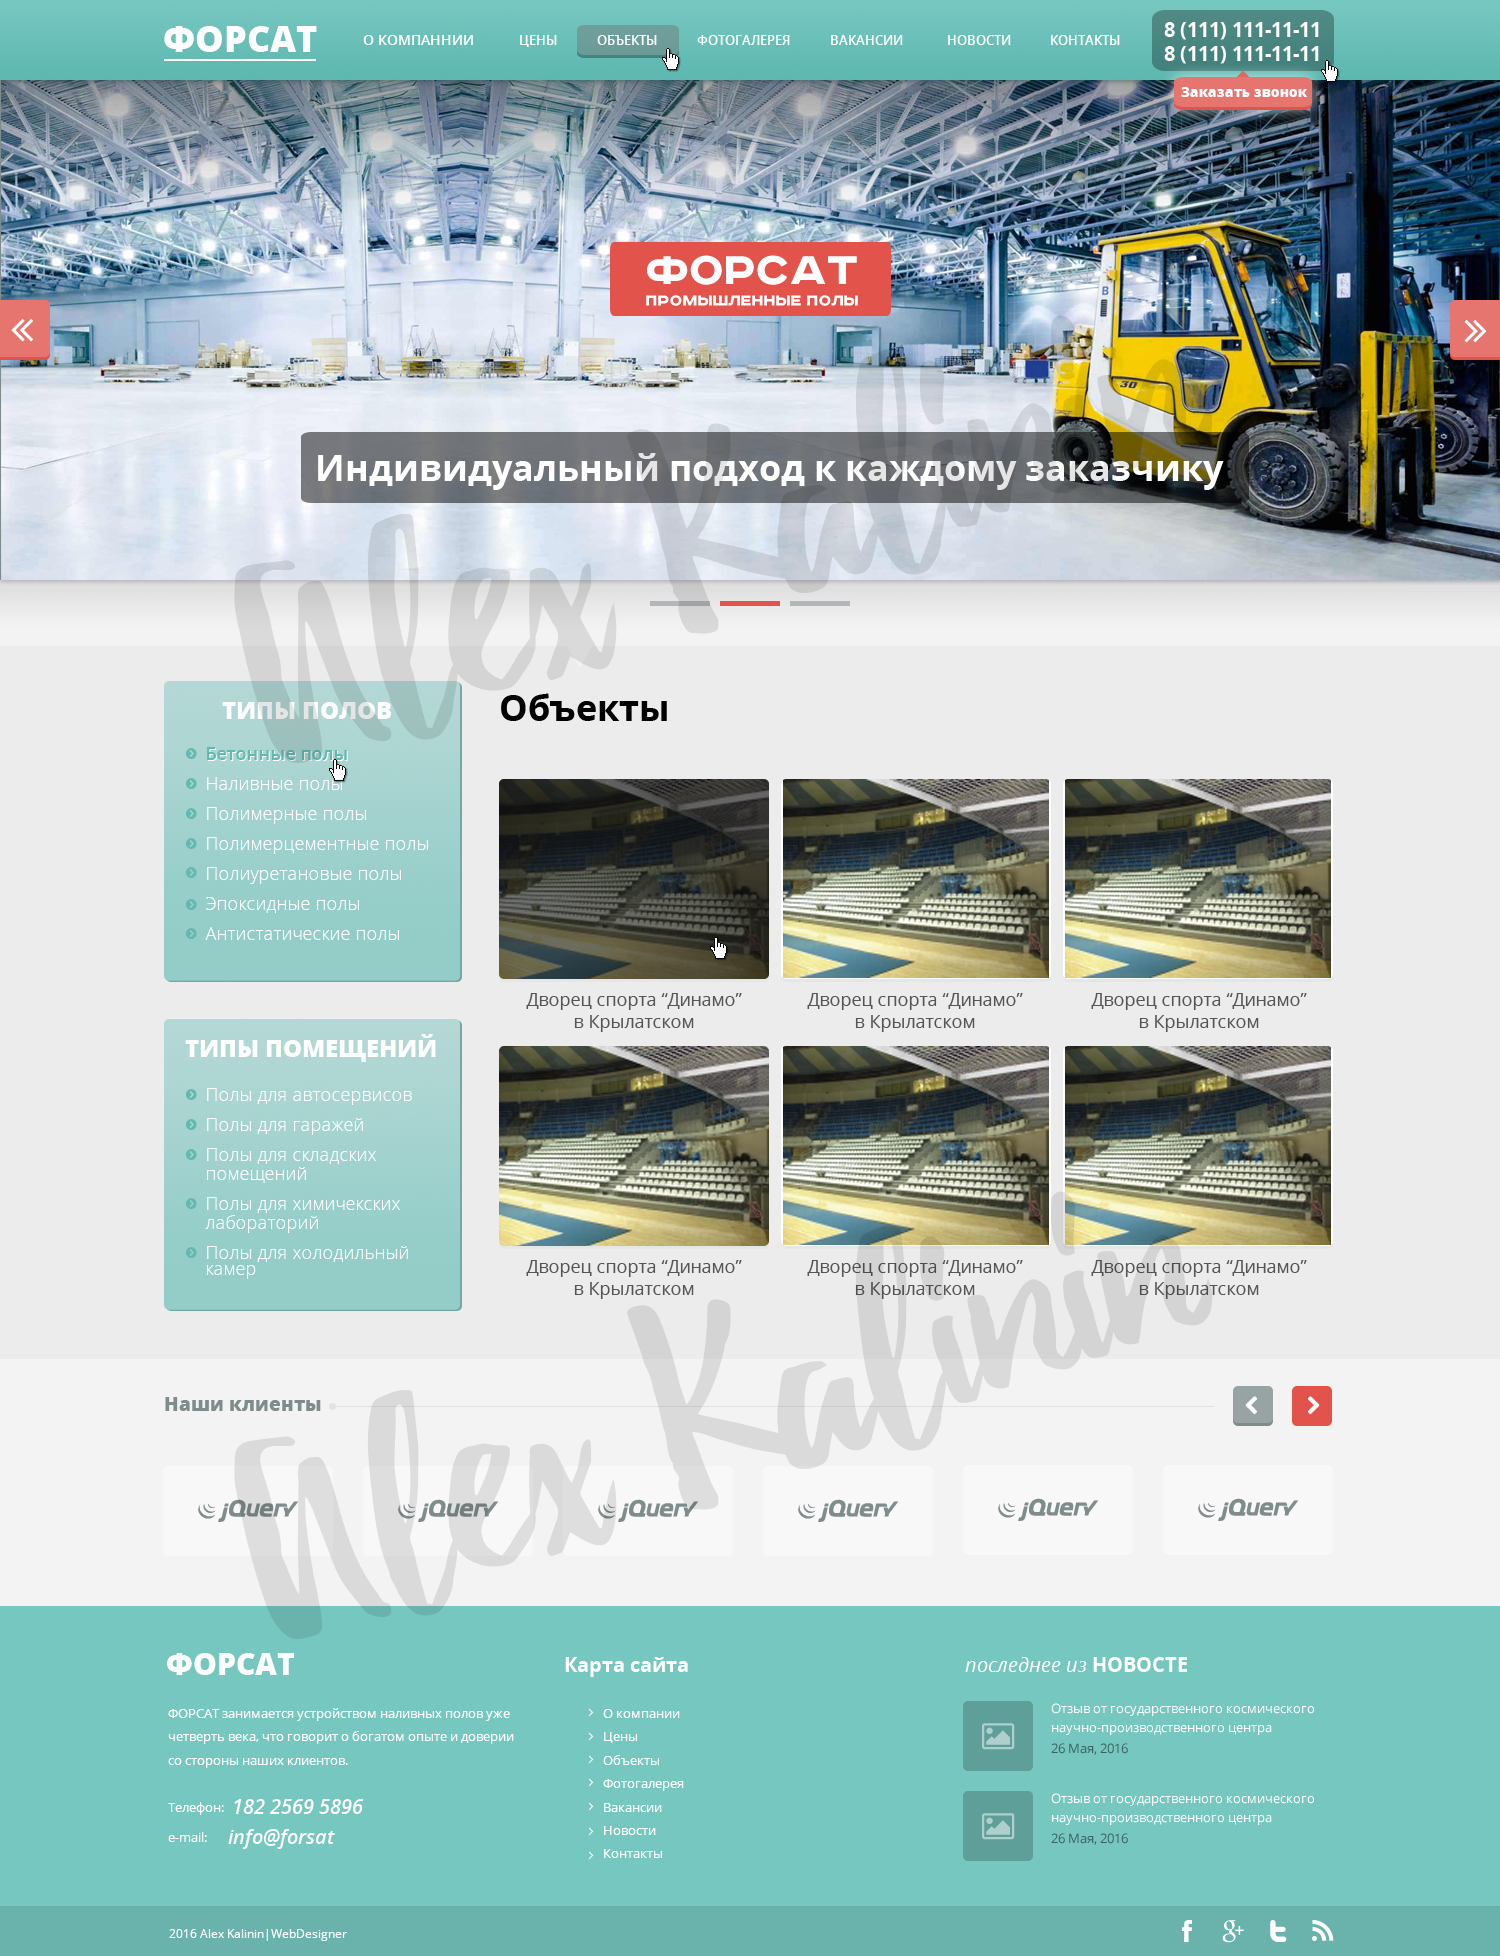 ФОРСАТ
О КОМПАННИИ
ЦЕНЫ
ОБЪЕКТЫ
ФОТОГАЛЕРЕЯ
ВАКАНСИИ
НОВОСТИ
КОНТАКТЫ
8 (111) 111-11-11
8 (111) 111-11-11
Заказать звонок
ФОРСАТ
ПРОМЫШЛЕННЫЕ ПОЛЫ
B
30
Индивидуальный подход к каждому заказчику
Alex Kalinin
ТИПЫ ПОЛОВ
Бетонные полы
Наливные полы
Полимерные полы
Полимерцементные полы
Полиуретановые полы
Эпоксидные полы
Антистатические полы
ТИПЫ ПОМЕЩЕНИЙ
Полы для автосервисов
Полы для гаражей
Полы для складских
помещений
Полы для химичекских
лабораторий
Полы для холодильный
камер
Объекты
Дворец спорта “Динамо”
в Крылатском
Дворец спорта “Динамо”
в Крылатском
Дворец спорта “Динамо”
в Крылатском
Дворец спорта “Динамо”
в Крылатском
Дворец спорта “Динамо”
в Крылатском
Дворец спорта “Динамо”
в Крылатском
Alex Kalinin
Наши клиенты
jQuery
jQuery
jQuery
jQuery
jQuery
jQuery
ФОРСАТ
ФОРСАТ занимается устройством наливных полов уже
четверть века, что говорит о богатом опыте и доверии
со стороны наших клиентов.
Телефон: 182 2569 5896
e-mail: info@forsat
Карта сайта
О компании
Цены
Объекты
Фотогалерея
Вакансии
Новости
Контакты
последнее из НОВОСТЕ
Отзыв от государственного космического
научно-производственного центра
26 Мая, 2016
Отзыв от государственного космического
научно-производственного центра
26 Мая, 2016
2016 Alex Kalinin|WebDesigner